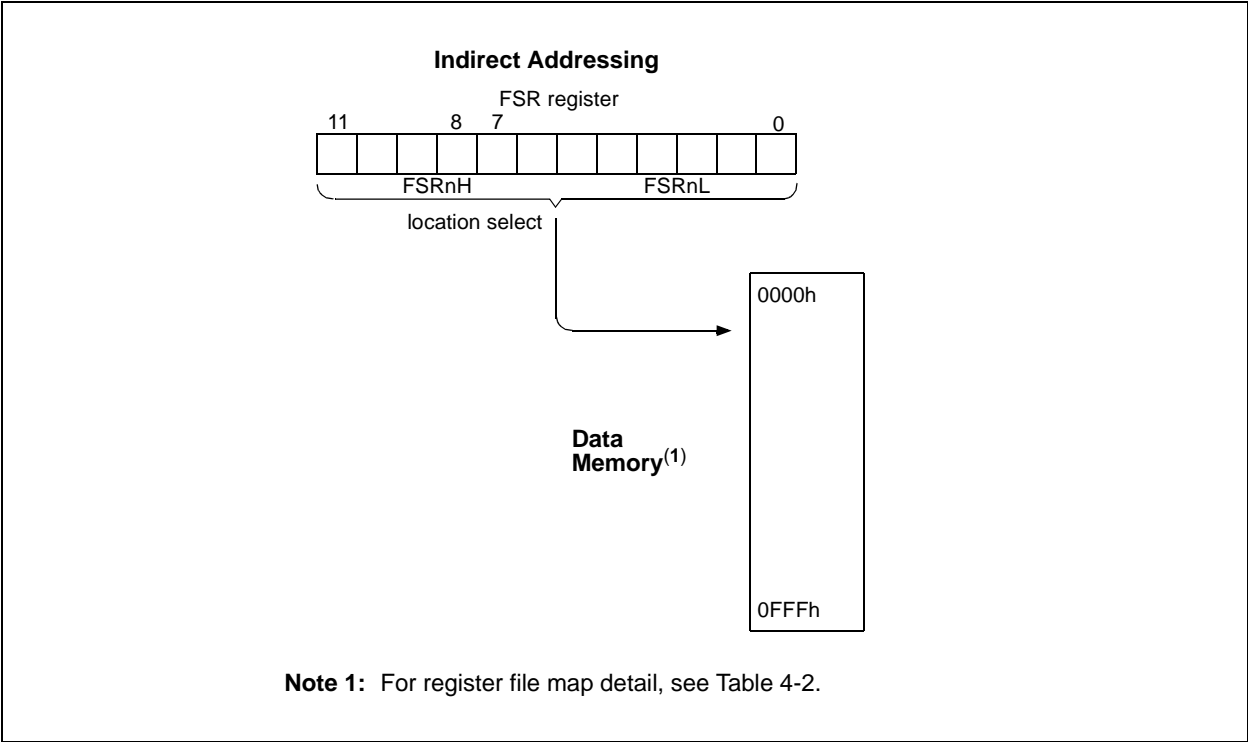 Indirect Addressing
FSR register
11 8 7 0
FSRnH FSRnL
location select
0000h
Data
Memory(1)
0FFFh
Note 1: For register file map detail, see Table 4-2.